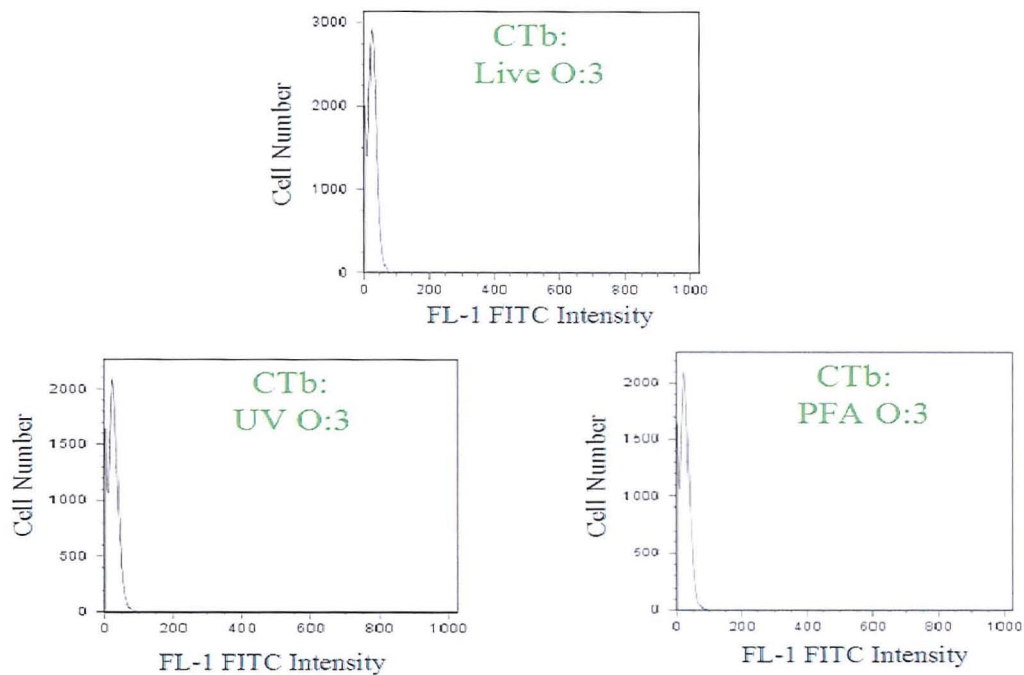 CTb:
Live O:3
3000
2000
1000
0
Cell Number
0 200 400 600 800 1000
FL-1 FITC Intensity
CTb:
UV O:3
2000
1500
1000
500
0
Cell Number
0 200 400 600 800 1000
FL-1 FITC Intensity
CTb:
PFA O:3
2000
1500
1000
500
0
Cell Number
0 200 400 600 800 1000
FL-1 FITC Intensity